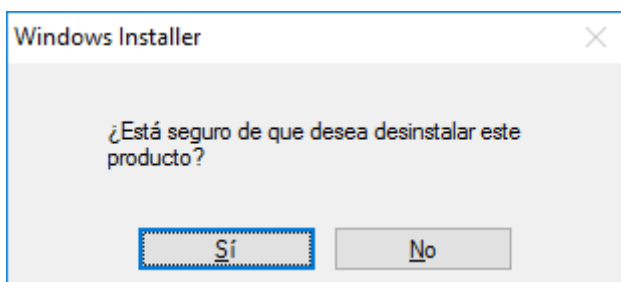 Windows Installer
¿Está seguro de que desea desinstalar este
producto?
Sí
No